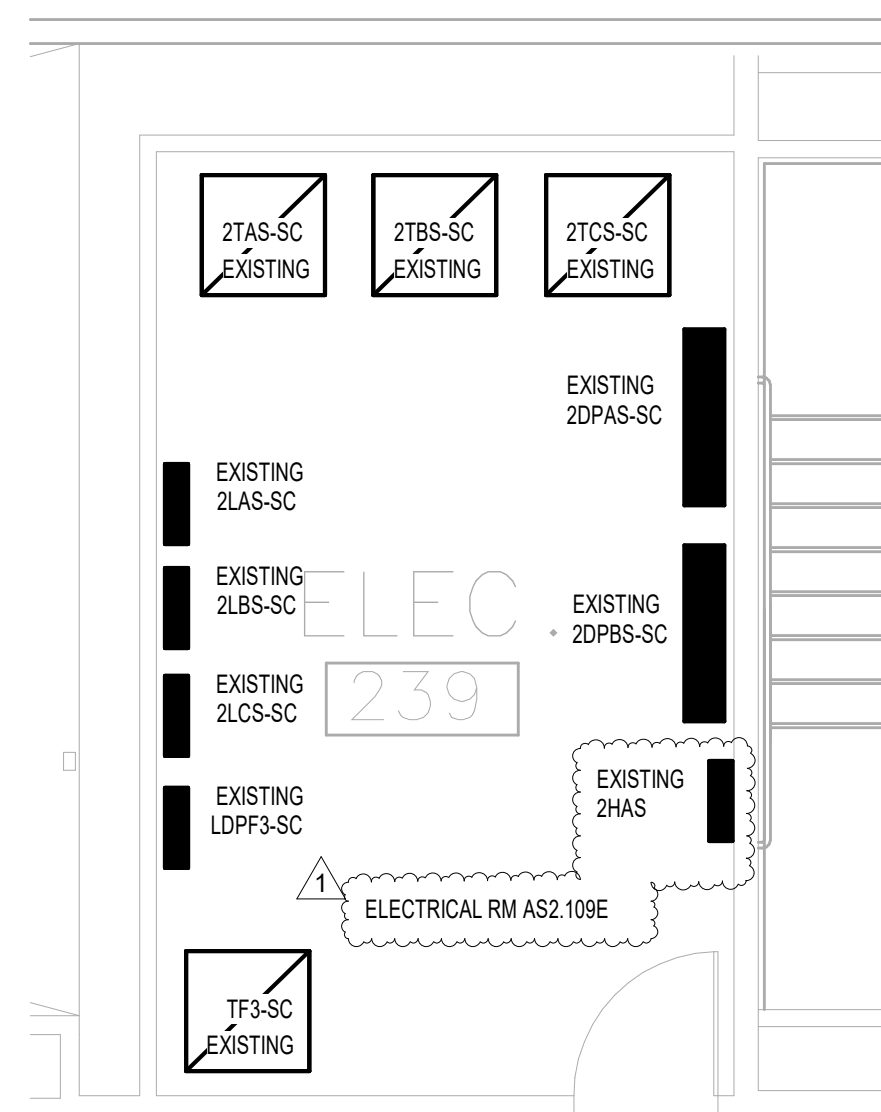 2TAS-SC
EXISTING
2TBS-SC
EXISTING
2TCS-SC
EXISTING
EXISTING
2DPAS-SC
EXISTING
2LAS-SC
EXISTING
2LBS-SC
ELEC.
EXISTING
2DPBS-SC
EXISTING
2LCS-SC
239
EXISTING
2HAS
EXISTING
LDPF3-SC
1
ELECTRICAL RM AS2.109E
TF3-SC
EXISTING